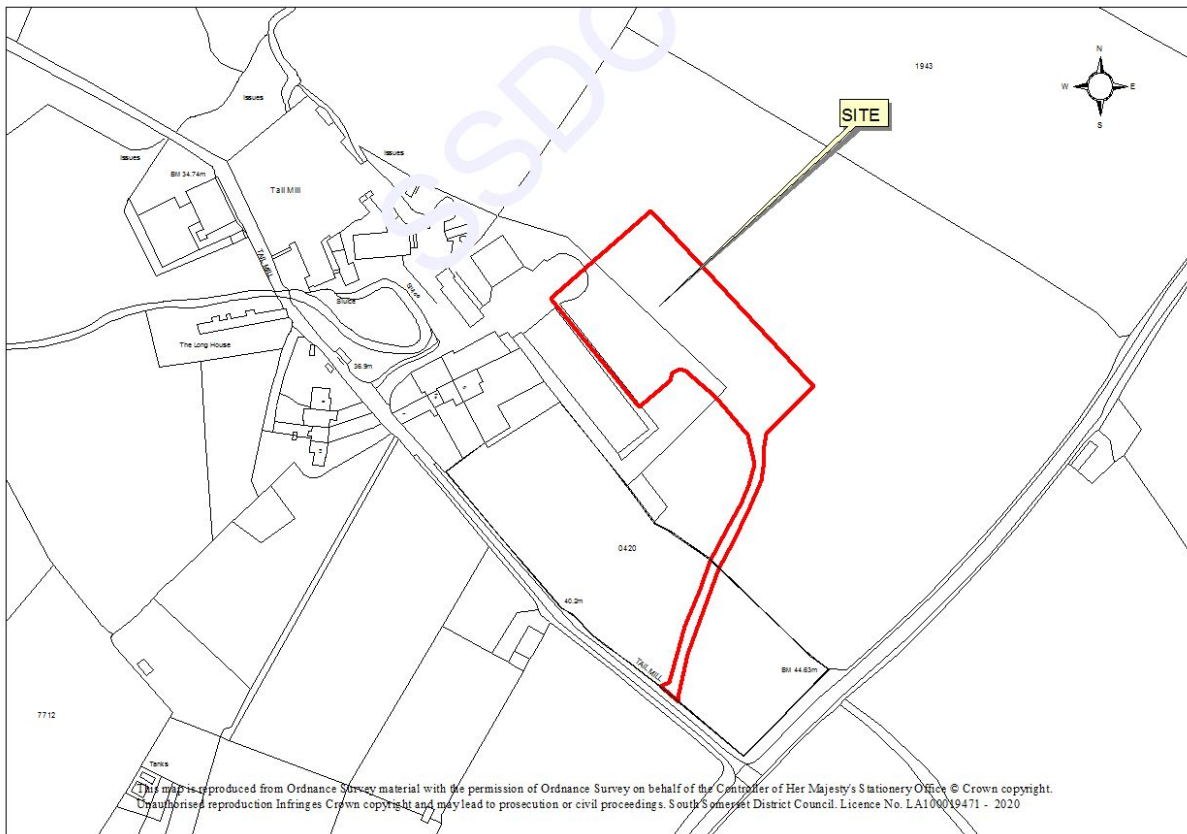 SSDC
1943
N
W E
S
SITE
Issues
Issues
Issues
BM 34.74m
Tail Mill
TAIL MILL
Sluice
Sluice
The Long House
36.9m
0420
40.2m
TAIL MILL
BM 44.63m
7712
Tanks
This map is reproduced from Ordnance Survey material with the permission of Ordnance Survey on behalf of the Controller of Her Majesty's Stationery Office © Crown copyright.
Unauthorised reproduction Infringes Crown copyright and may lead to prosecution or civil proceedings. South Somerset District Council. Licence No. LA100019471 - 2020